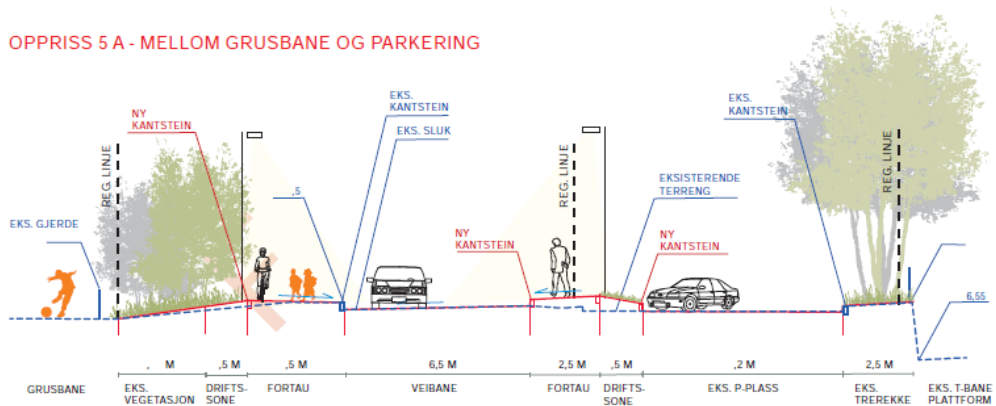 OPPRISS 5 A - MELLOM GRUSBANE OG PARKERING
EKS. GJERDE
REG. LINJE
NY
KANTSTEIN
,5
EKS.
KANTSTEIN
EKS. SLUK
NY
KANTSTEIN
REG. LINJE
EKSISTERENDE
TERRENG
NY
KANTSTEIN
EKS.
KANTSTEIN
REG. LINJE
6,55
, M
,5 M
,5 M
6,5 M
2,5 M
,5 M
,2 M
2,5 M
GRUSBANE
EKS.
VEGETASJON
DRIFTS-
SONE
FORTAU
VEIBANE
FORTAU
DRIFTS-
SONE
EKS. P-PLASS
EKS.
TREREKKE
EKS. T-BANE
PLATTFORM